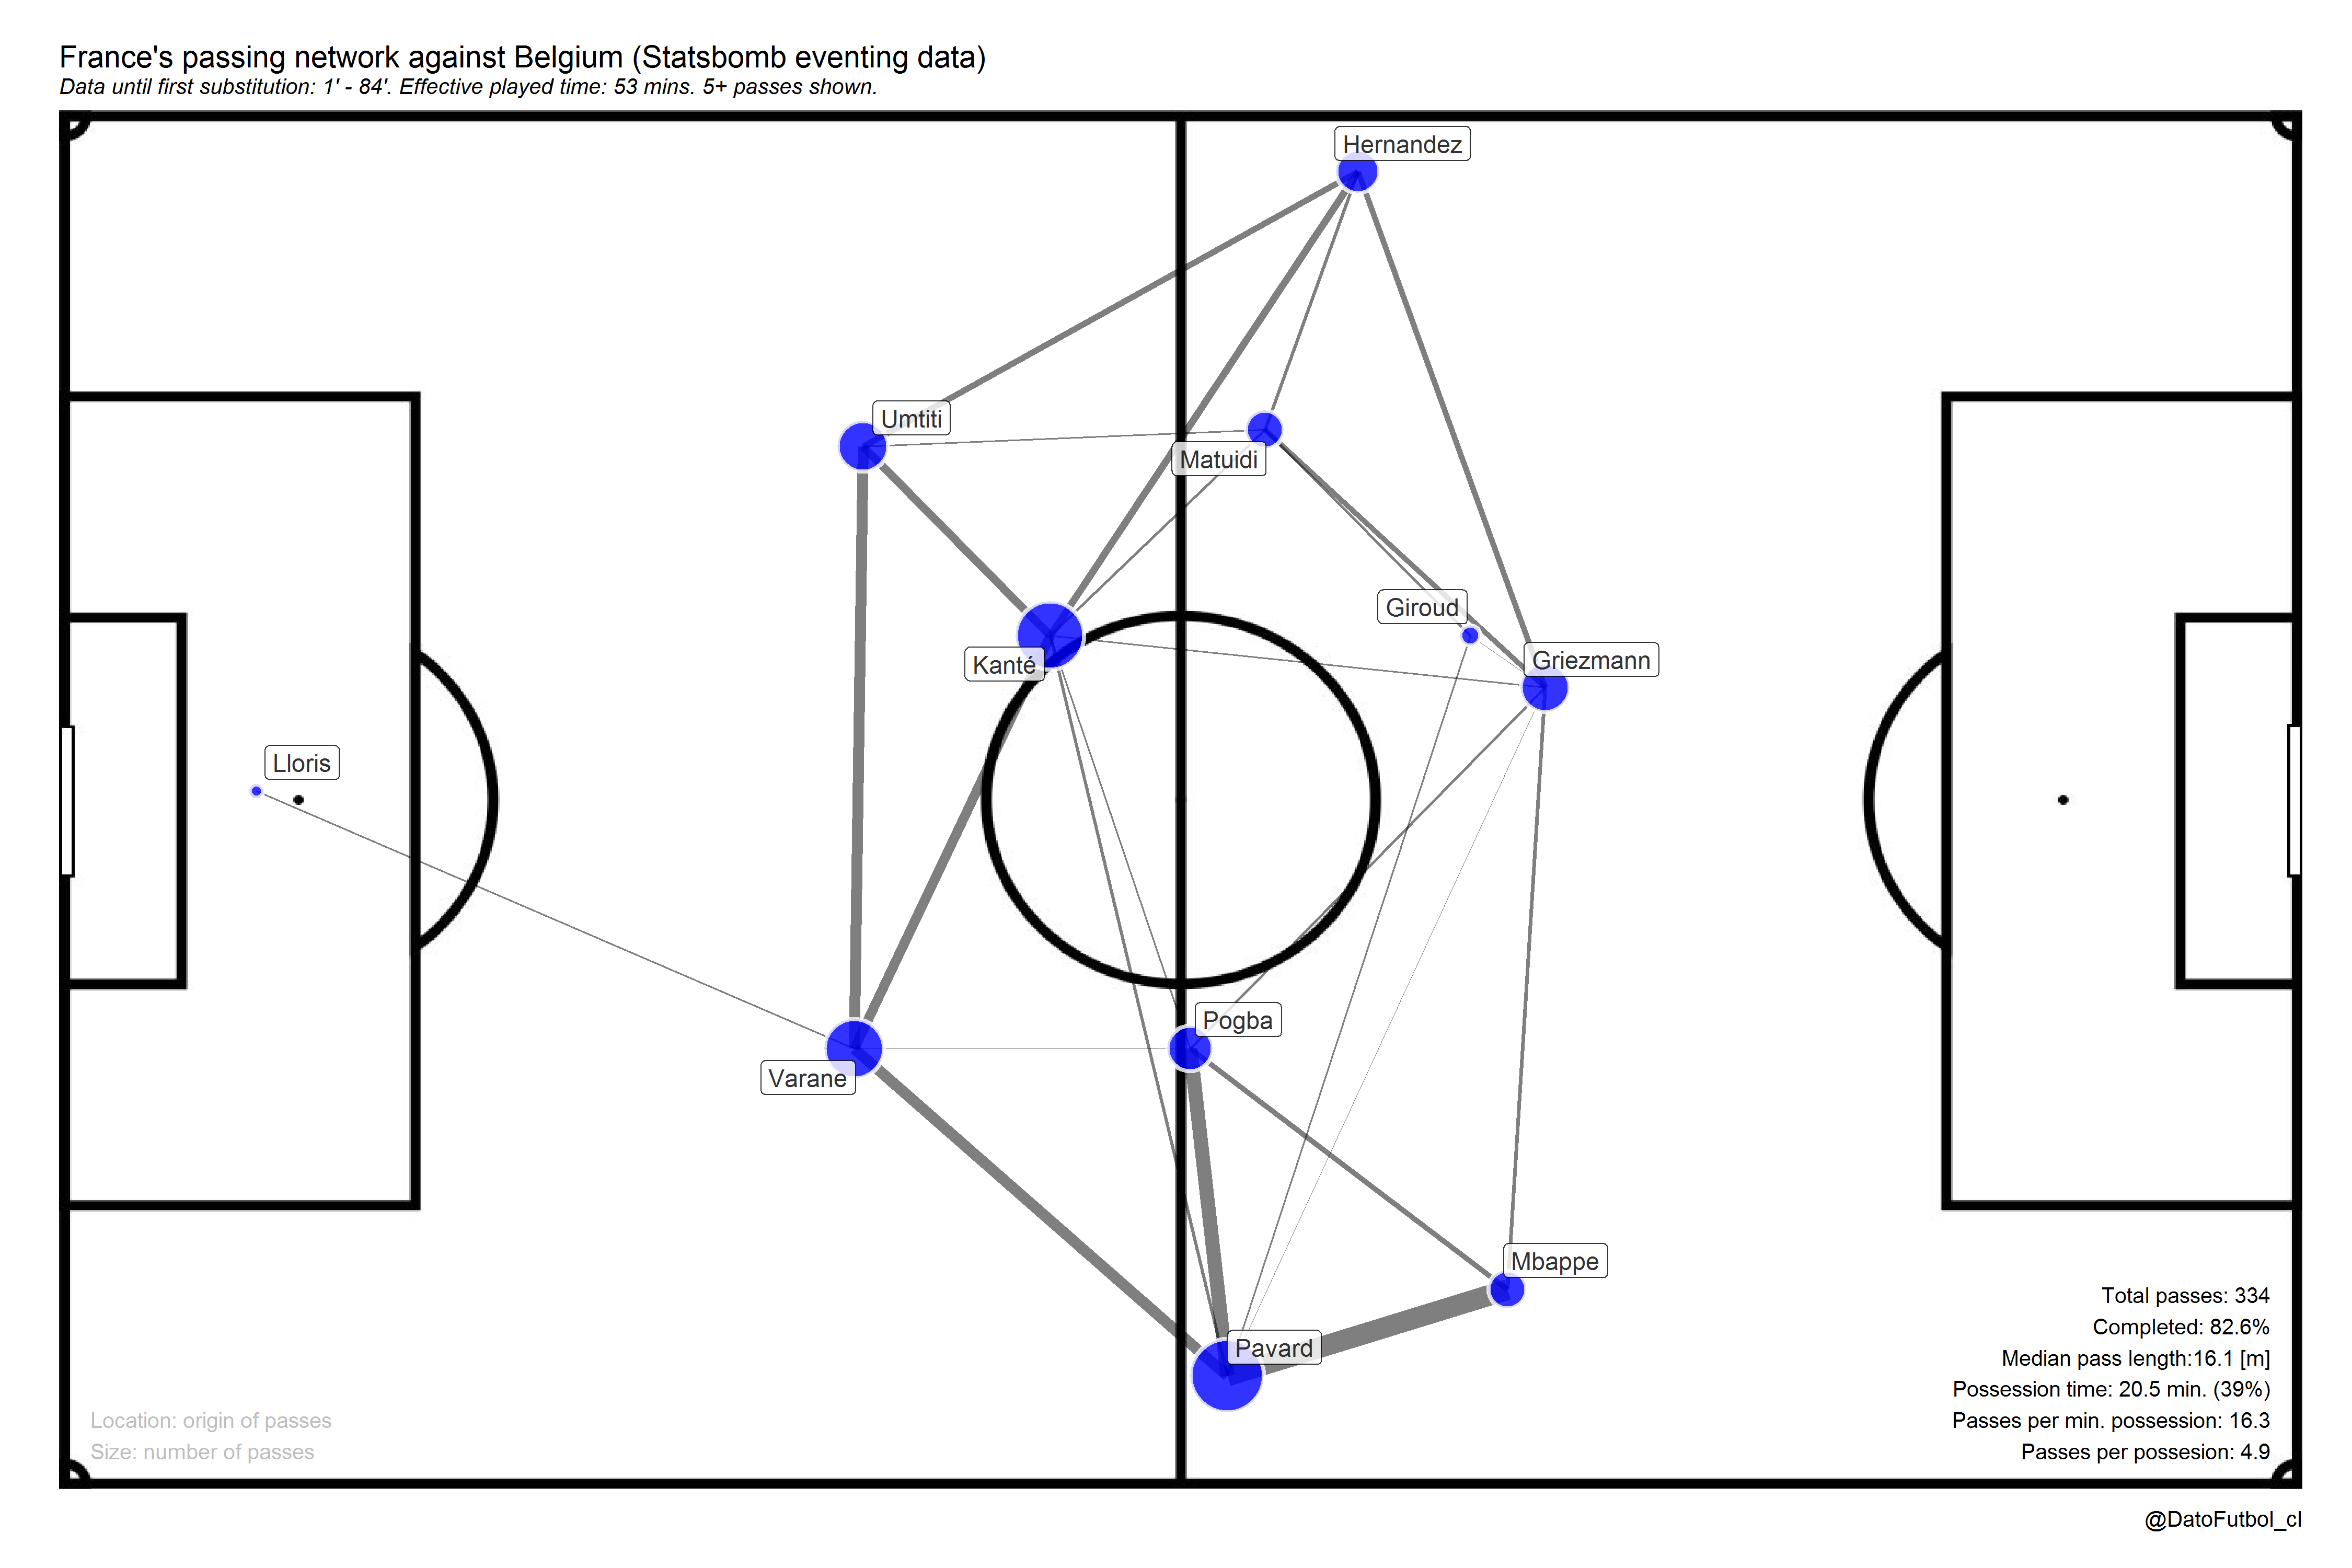 France's passing network against Belgium (Statsbomb eventing data)
Data until first substitution: 1' - 84'. Effective played time: 53 mins. 5+ passes shown.
Hernandez
Umtiti
Matuidi
Giroud
Griezmann
Kanté
Lloris
Pogba
Varane
Mbappe
Pavard
Total passes: 334
Completed: 82.6%
Median pass length:16.1 [m]
Possession time: 20.5 min. (39%)
Passes per min. possession: 16.3
Passes per possesion: 4.9
Location: origin of passes
Size: number of passes
@DatoFutbol_cl